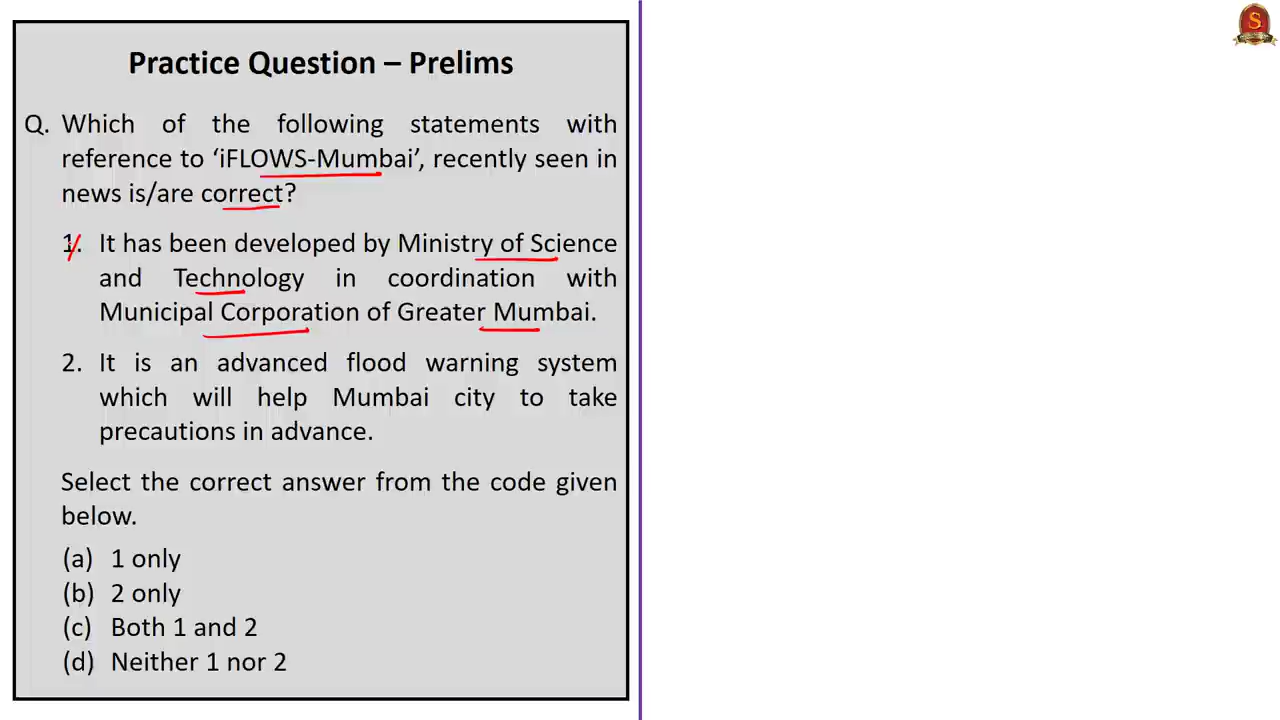 Practice Question – Prelims
Q. Which of the following statements with
reference to ‘iFLOWS-Mumbai’, recently seen in
news is/are correct?
1. It has been developed by Ministry of Science
and Technology in coordination with
Municipal Corporation of Greater Mumbai.
2. It is an advanced flood warning system
which will help Mumbai city to take
precautions in advance.
Select the correct answer from the code given
below.
(a) 1 only
(b) 2 only
(c) Both 1 and 2
(d) Neither 1 nor 2
S